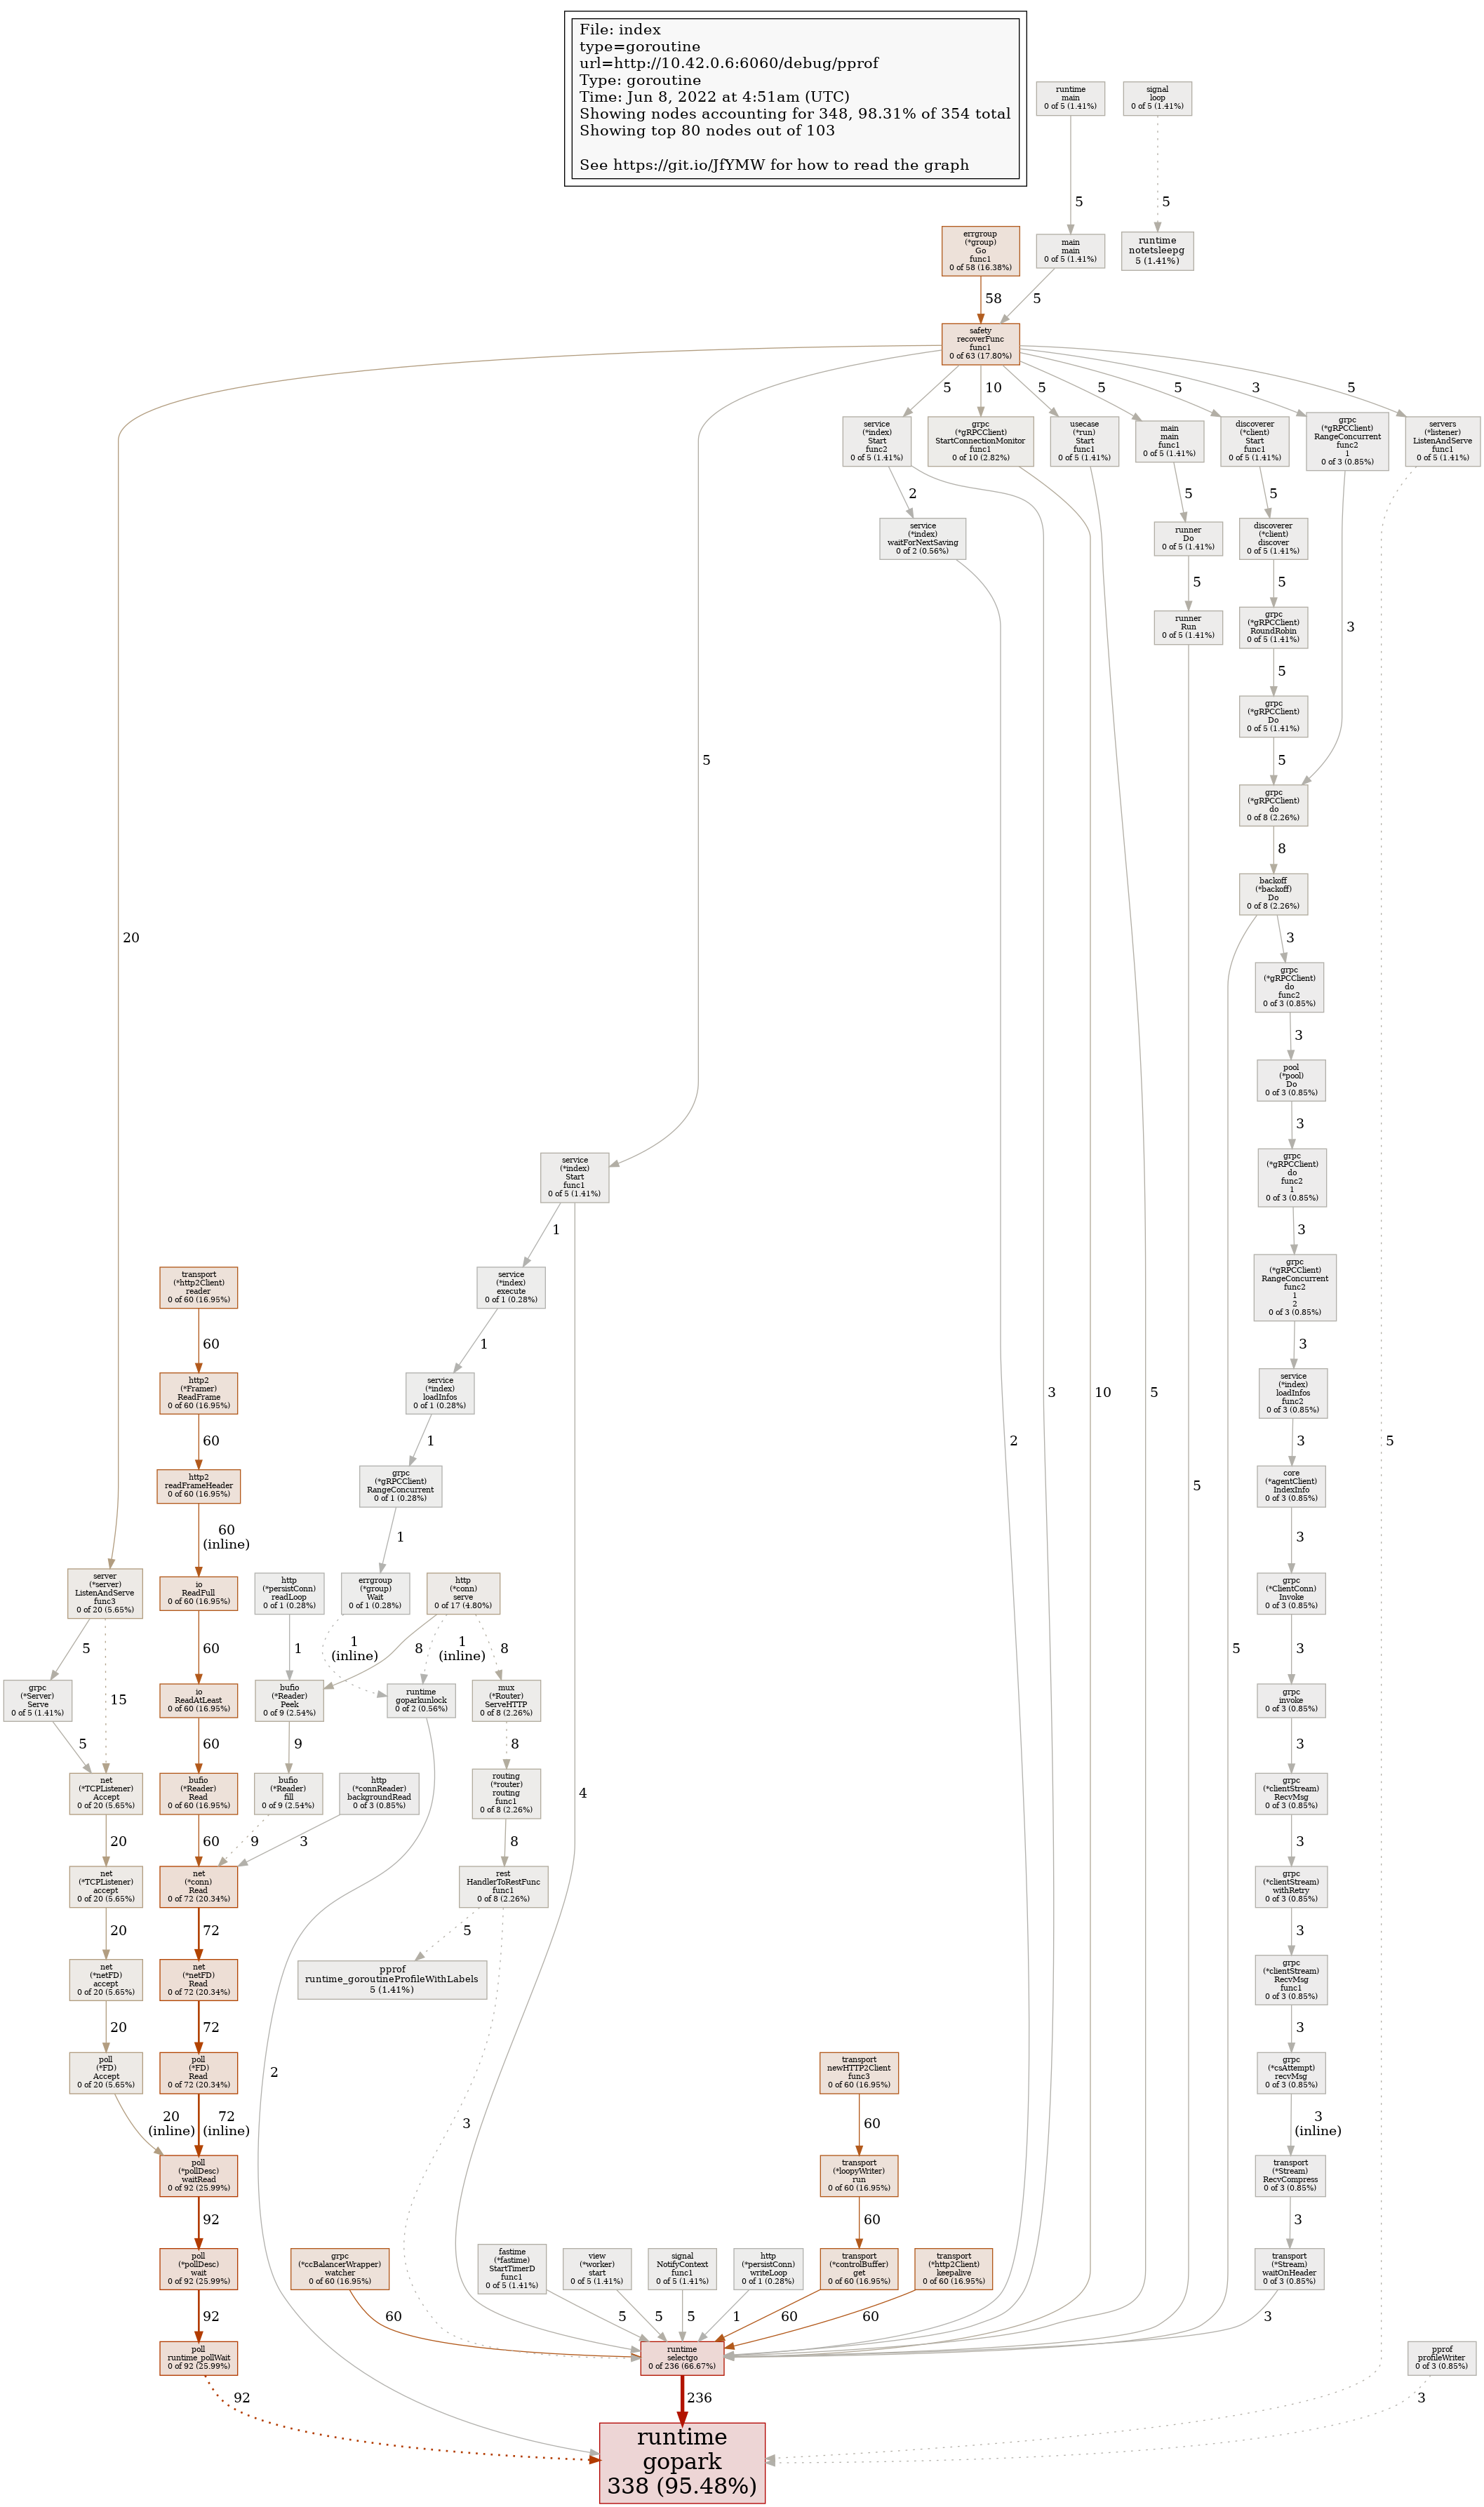 File: index
type=goroutine
url=http://10.42.0.6:6060/debug/pprof
Type: goroutine
Time: Jun 8, 2022 at 4:51am (UTC)
Showing nodes accounting for 348, 98.31% of 354 total
Showing top 80 nodes out of 103
See https://git.io/JfYMW for how to read the graph
runtime
main
0 of 5 (1.41%)
signal
loop
0 of 5 (1.41%)
5
5
errgroup
(*group)
Go
func1
0 of 58 (16.38%)
main
main
0 of 5 (1.41%)
runtime
notetsleepg
5 (1.41%)
58
5
safety
recoverFunc
func1
0 of 63 (17.80%)
5
10
5
5
5
3
5
service
(*index)
Start
func2
0 of 5 (1.41%)
grpc
(*gRPCClient)
StartConnectionMonitor
func1
0 of 10 (2.82%)
usecase
(*run)
Start
func1
0 of 5 (1.41%)
main
main
func1
0 of 5 (1.41%)
discoverer
(*client)
Start
func1
0 of 5 (1.41%)
grpc
(*gRPCClient)
RangeConcurrent
func2
1
0 of 3 (0.85%)
servers
(*listener)
ListenAndServe
func1
0 of 5 (1.41%)
2
5
5
service
(*index)
waitForNextSaving
0 of 2 (0.56%)
runner
Do
0 of 5 (1.41%)
discoverer
(*client)
discover
0 of 5 (1.41%)
5
5
runner
Run
0 of 5 (1.41%)
grpc
(*gRPCClient)
RoundRobin
0 of 5 (1.41%)
3
5
grpc
(*gRPCClient)
Do
0 of 5 (1.41%)
5
5
grpc
(*gRPCClient)
do
0 of 8 (2.26%)
8
backoff
(*backoff)
Do
0 of 8 (2.26%)
20
3
grpc
(*gRPCClient)
do
func2
0 of 3 (0.85%)
3
pool
(*pool)
Do
0 of 3 (0.85%)
3
service
(*index)
Start
func1
0 of 5 (1.41%)
grpc
(*gRPCClient)
do
func2
1
0 of 3 (0.85%)
1
3
transport
(*http2Client)
reader
0 of 60 (16.95%)
service
(*index)
execute
0 of 1 (0.28%)
grpc
(*gRPCClient)
RangeConcurrent
func2
1
2
0 of 3 (0.85%)
60
1
3
http2
(*Framer)
ReadFrame
0 of 60 (16.95%)
service
(*index)
loadInfos
0 of 1 (0.28%)
3
10
5
service
(*index)
loadInfos
func2
0 of 3 (0.85%)
60
1
2
3
5
http2
readFrameHeader
0 of 60 (16.95%)
grpc
(*gRPCClient)
RangeConcurrent
0 of 1 (0.28%)
5
core
(*agentClient)
IndexInfo
0 of 3 (0.85%)
60
(inline)
1
3
server
(*server)
ListenAndServe
func3
0 of 20 (5.65%)
io
ReadFull
0 of 60 (16.95%)
http
(*persistConn)
readLoop
0 of 1 (0.28%)
errgroup
(*group)
Wait
0 of 1 (0.28%)
http
(*conn)
serve
0 of 17 (4.80%)
grpc
(*ClientConn)
Invoke
0 of 3 (0.85%)
5
60
1
1
(inline)
8
1
(inline)
8
5
3
grpc
(*Server)
Serve
0 of 5 (1.41%)
15
io
ReadAtLeast
0 of 60 (16.95%)
bufio
(*Reader)
Peek
0 of 9 (2.54%)
runtime
goparkunlock
0 of 2 (0.56%)
mux
(*Router)
ServeHTTP
0 of 8 (2.26%)
grpc
invoke
0 of 3 (0.85%)
5
60
9
8
3
net
(*TCPListener)
Accept
0 of 20 (5.65%)
bufio
(*Reader)
Read
0 of 60 (16.95%)
bufio
(*Reader)
fill
0 of 9 (2.54%)
http
(*connReader)
backgroundRead
0 of 3 (0.85%)
routing
(*router)
routing
func1
0 of 8 (2.26%)
4
grpc
(*clientStream)
RecvMsg
0 of 3 (0.85%)
20
60
9
3
8
3
net
(*TCPListener)
accept
0 of 20 (5.65%)
net
(*conn)
Read
0 of 72 (20.34%)
rest
HandlerToRestFunc
func1
0 of 8 (2.26%)
grpc
(*clientStream)
withRetry
0 of 3 (0.85%)
20
72
5
3
net
(*netFD)
accept
0 of 20 (5.65%)
net
(*netFD)
Read
0 of 72 (20.34%)
pprof
runtime_goroutineProfileWithLabels
5 (1.41%)
grpc
(*clientStream)
RecvMsg
func1
0 of 3 (0.85%)
20
72
3
poll
(*FD)
Accept
0 of 20 (5.65%)
poll
(*FD)
Read
0 of 72 (20.34%)
2
transport
newHTTP2Client
func3
0 of 60 (16.95%)
grpc
(*csAttempt)
recvMsg
0 of 3 (0.85%)
20
(inline)
72
(inline)
3
60
3
(inline)
poll
(*pollDesc)
waitRead
0 of 92 (25.99%)
transport
(*loopyWriter)
run
0 of 60 (16.95%)
transport
(*Stream)
RecvCompress
0 of 3 (0.85%)
92
60
3
poll
(*pollDesc)
wait
0 of 92 (25.99%)
grpc
(*ccBalancerWrapper)
watcher
0 of 60 (16.95%)
fastime
(*fastime)
StartTimerD
func1
0 of 5 (1.41%)
view
(*worker)
start
0 of 5 (1.41%)
signal
NotifyContext
func1
0 of 5 (1.41%)
http
(*persistConn)
writeLoop
0 of 1 (0.28%)
transport
(*controlBuffer)
get
0 of 60 (16.95%)
transport
(*http2Client)
keepalive
0 of 60 (16.95%)
transport
(*Stream)
waitOnHeader
0 of 3 (0.85%)
92
60
5
5
5
1
60
60
3
poll
runtime_pollWait
0 of 92 (25.99%)
runtime
selectgo
0 of 236 (66.67%)
pprof
profileWriter
0 of 3 (0.85%)
92
236
3
runtime
gopark
338 (95.48%)